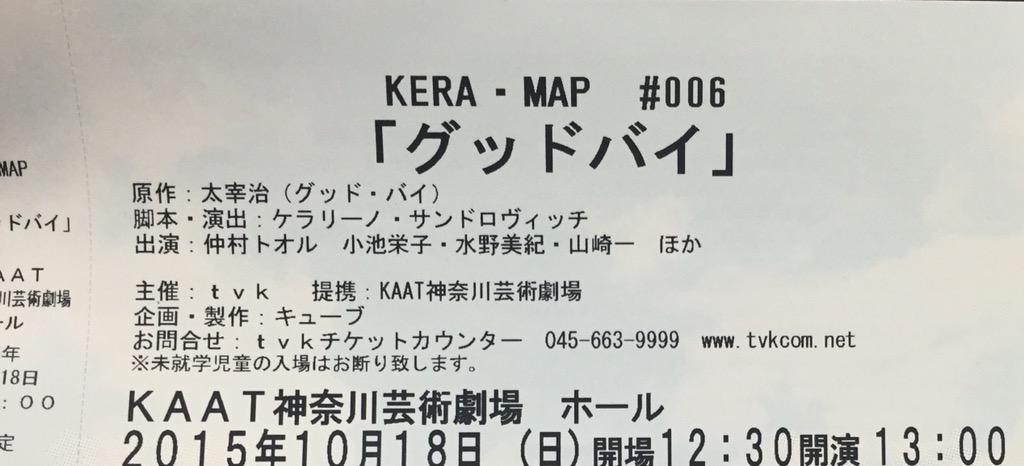 KERA・MAP　#006
「グッドバイ」
原作：太宰治（グッド・バイ）
脚本・演出：ケラリーノ・サンドロヴィッチ
出演：仲村トオル　小池栄子・水野美紀・山崎一　ほか
主催：ｔｖｋ　提携：KAAT神奈川芸術劇場
企画・製作：キューブ
お問合せ：ｔｖｋチケットカウンター　045-663-9999　www.tvkcom.net
※未就学児童の入場はお断り致します。
ＫＡＡＴ神奈川芸術劇場　ホール
2015年10月18日（日）開場12：30開演13：00
MAP
ドバイ」
ＡＴ
川芸術劇場
ール
年
18日
：００
定